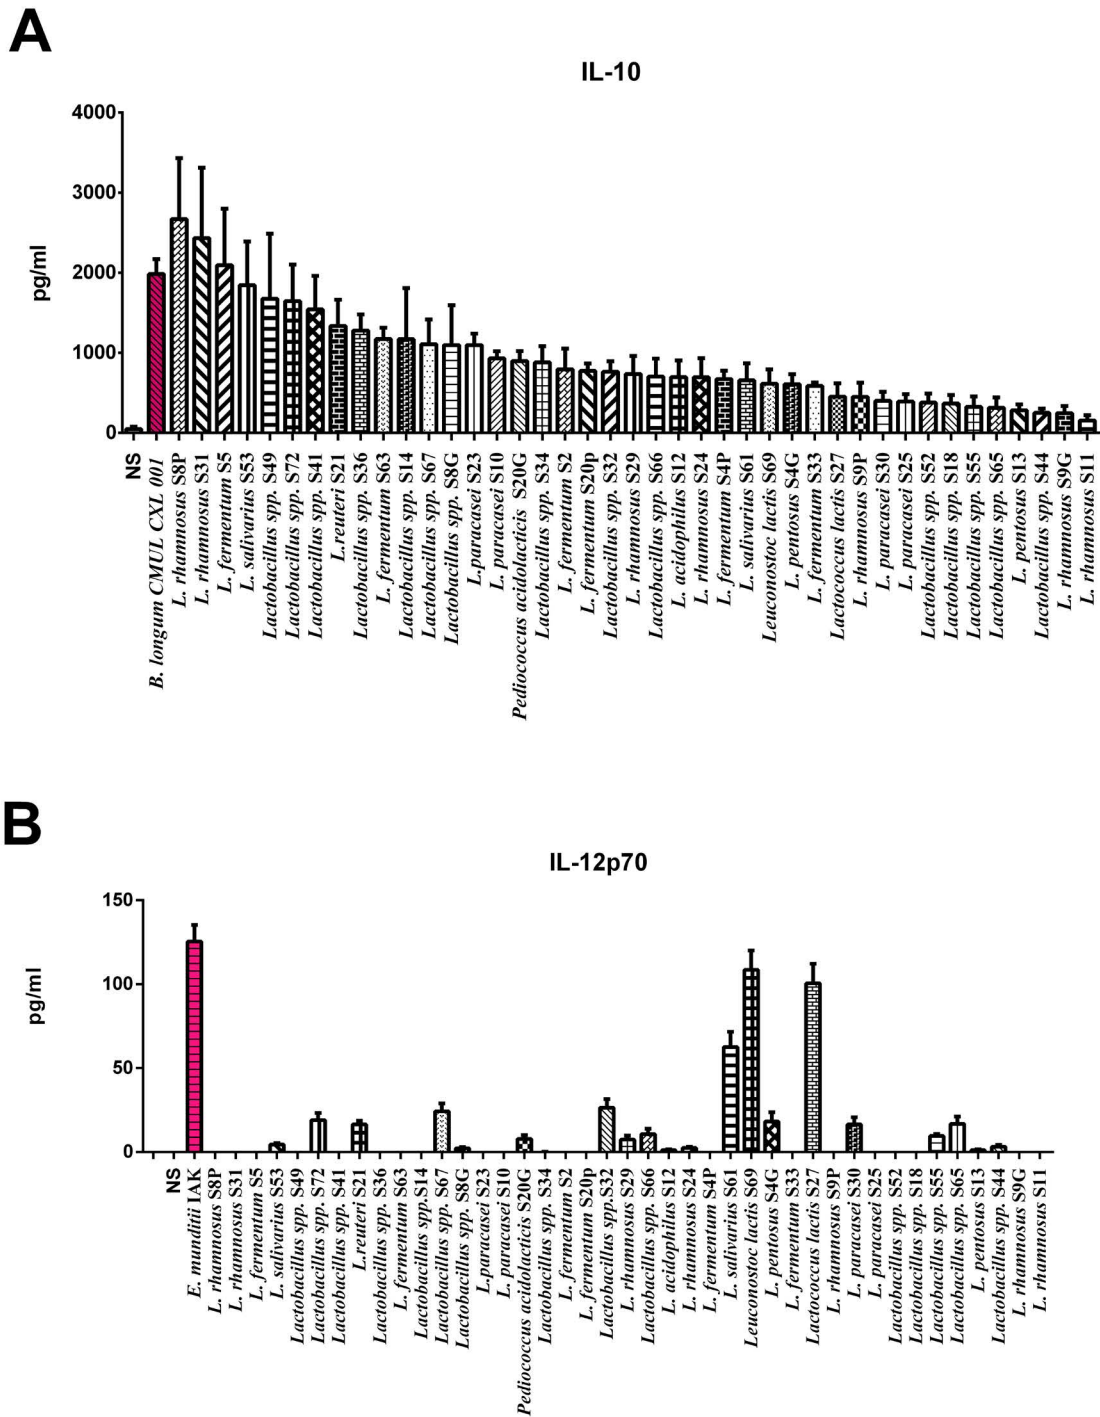 A
IL-10
4000
3000
2000
1000
0
pg/ml
NS
B. longum CMUL CXL 001
L. rhamnosus S8P
L. rhamnosus S31
L. fermentum S5
L. salivarius S53
Lactobacillus spp. S49
Lactobacillus spp. S72
Lactobacillus spp. S41
L.reuteri S21
Lactobacillus spp. S36
L. fermentum S63
Lactobacillus spp. S14
Lactobacillus spp. S67
Lactobacillus spp. S8G
L.paracasei S23
L. paracasei S10
Pediococcus acidolacticis S20G
Lactobacillus spp. S34
L. fermentum S2
L. fermentum S20p
Lactobacillus spp. S32
L. rhamnosus S29
Lactobacillus spp. S66
L. acidophilus S12
L. rhamnosus S24
L. fermentum S4P
L. salivarius S61
Leuconostoc lactis S69
L. pentosus S4G
L. fermentum S33
Lactococcus lactis S27
L. rhamnosus S9P
L. paracasei S30
L. paracasei S25
Lactobacillus spp. S52
Lactobacillus spp. S18
Lactobacillus spp. S55
Lactobacillus spp. S65
L. pentosus S13
Lactobacillus spp. S44
L. rhamnosus S9G
L. rhamnosus S11
B
IL-12p70
150
100
50
0
pg/ml
NS
E. munditii IAK
L. rhamnosus S8P
L. rhamnosus S31
L. fermentum S5
L. salivarius S53
Lactobacillus spp. S49
Lactobacillus spp. S72
Lactobacillus spp. S41
L.reuteri S21
Lactobacillus spp. S36
L. fermentum S63
Lactobacillus spp.S14
Lactobacillus spp. S67
Lactobacillus spp. S8G
L.paracasei S23
L. paracasei S10
Pediococcus acidolacticis S20G
Lactobacillus spp. S34
L. fermentum S2
L. fermentum S20p
Lactobacillus spp.S32
L. rhamnosus S29
Lactobacillus spp. S66
L. acidophilus S12
L. rhamnosus S24
L. fermentum S4P
L. salivarius S61
Leuconostoc lactis S69
L. pentosus S4G
L. fermentum S33
Lactococcus lactis S27
L. rhamnosus S9P
L. paracasei S30
L. paracasei S25
Lactobacillus spp. S52
Lactobacillus spp. S18
Lactobacillus spp. S55
Lactobacillus spp. S65
L. pentosus S13
Lactobacillus spp. S44
L. rhamnosus S9G
L. rhamnosus S11